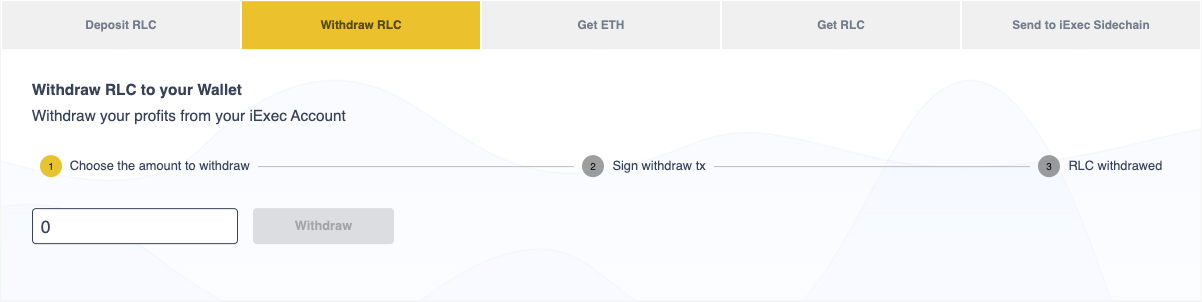 Deposit RLC
Withdraw RLC
Get ETH
Get RLC
Send to iExec Sidechain
Withdraw RLC to your Wallet
Withdraw your profits from your iExec Account
1 Choose the amount to withdraw
2 Sign withdraw tx
3 RLC withdrawed
0
Withdraw